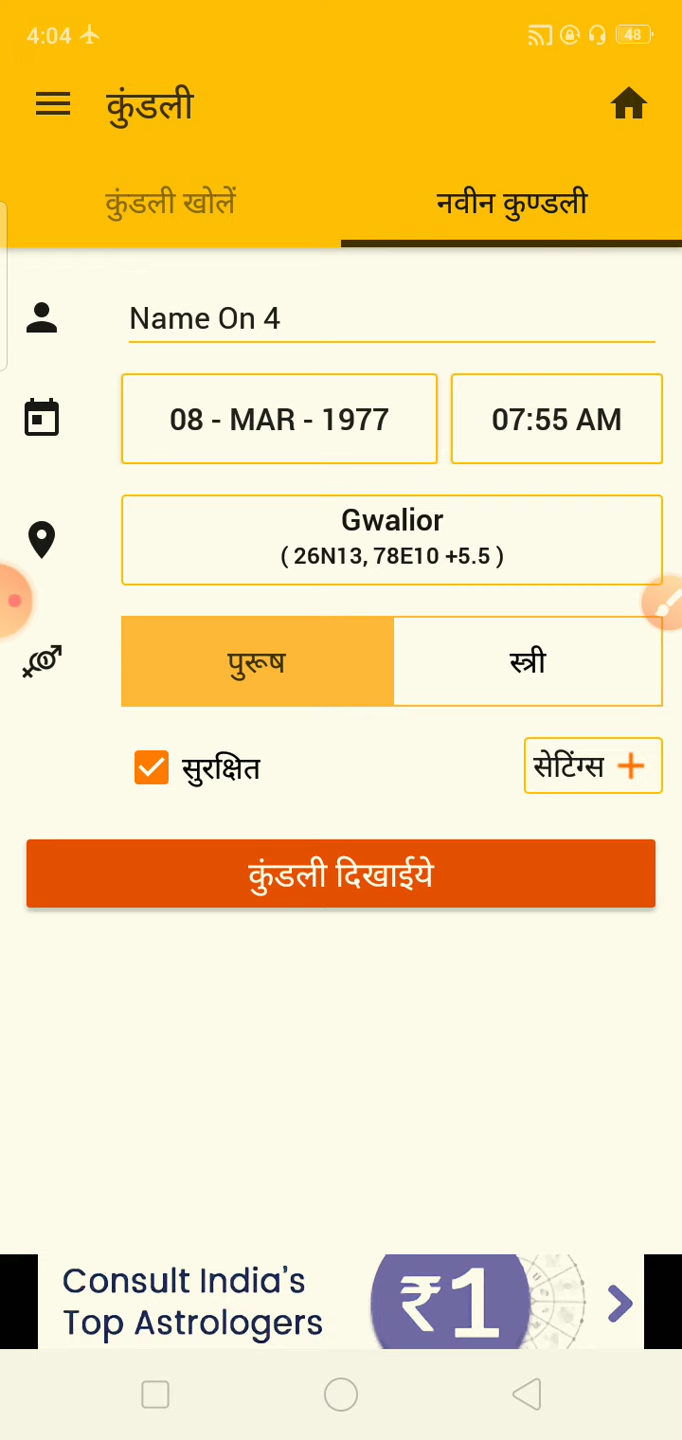 4:04
48
कुंडली
कुंडली खोलें
नवीन कुण्डली
Name On 4
08 - MAR - 1977
07:55 AM
Gwalior
( 26N13, 78E10 +5.5 )
पुरूष
स्त्री
सुरक्षित
सेटिंग्स +
कुंडली दिखाईये
Consult India's
Top Astrologers
₹1